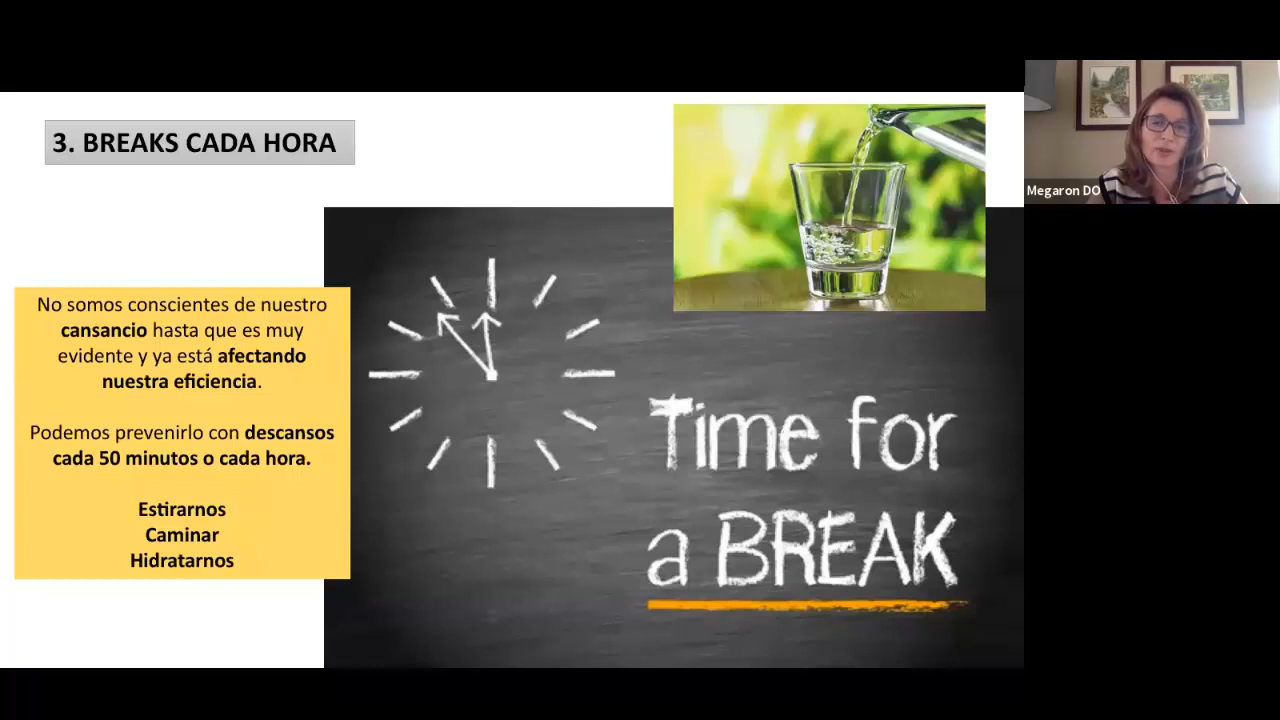 3. BREAKS CADA HORA
Megaron DO
No somos conscientes de nuestro
cansancio hasta que es muy
evidente y ya está afectando
nuestra eficiencia.
Podemos prevenirlo con descansos
cada 50 minutos o cada hora.
Estirarnos
Caminar
Hidratarnos
Time for
a BREAK